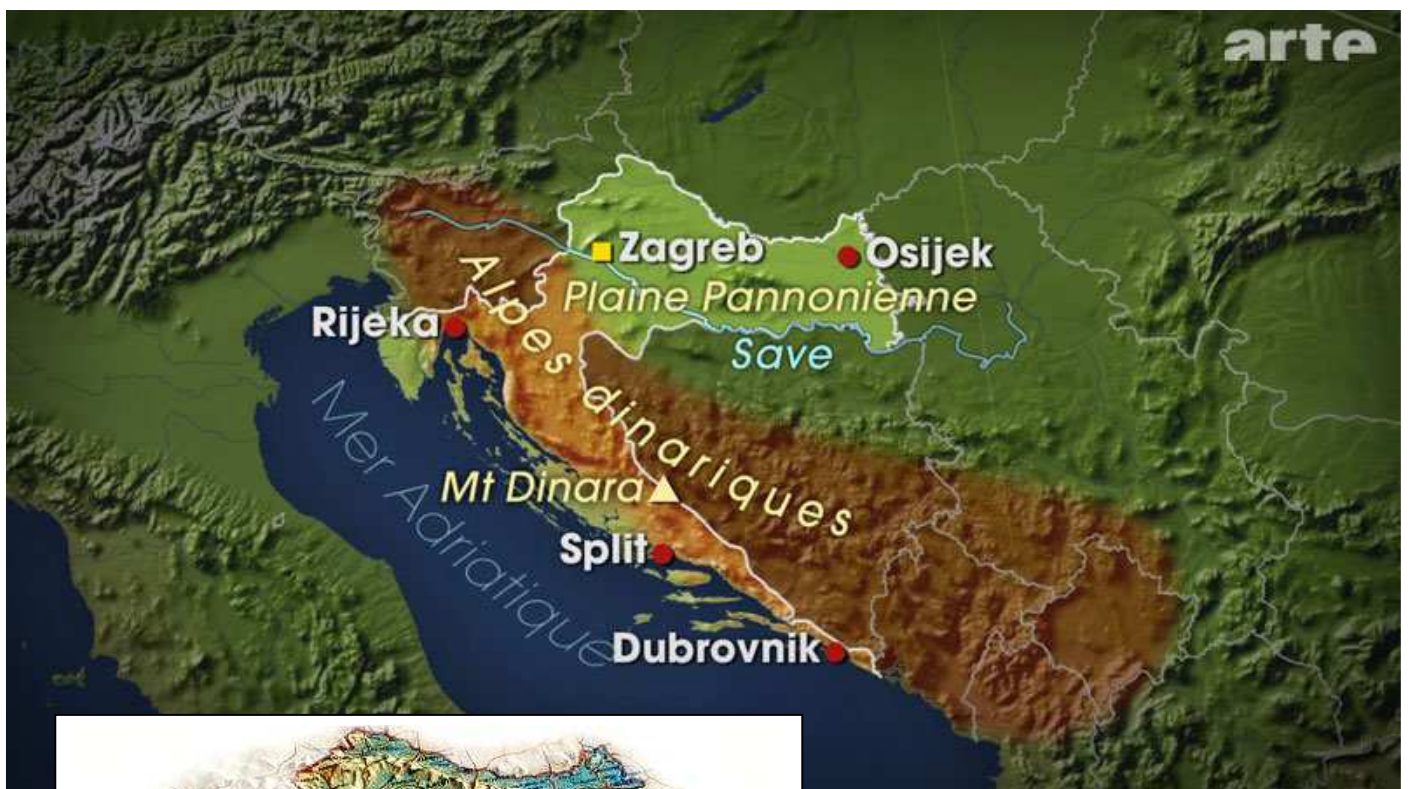 arte
Zagreb
Osijek
Alpes dinariques
Plaine Pannonienne
Rijeka
Save
Mer Adriatique
Mt Dinara
Split
Dubrovnik